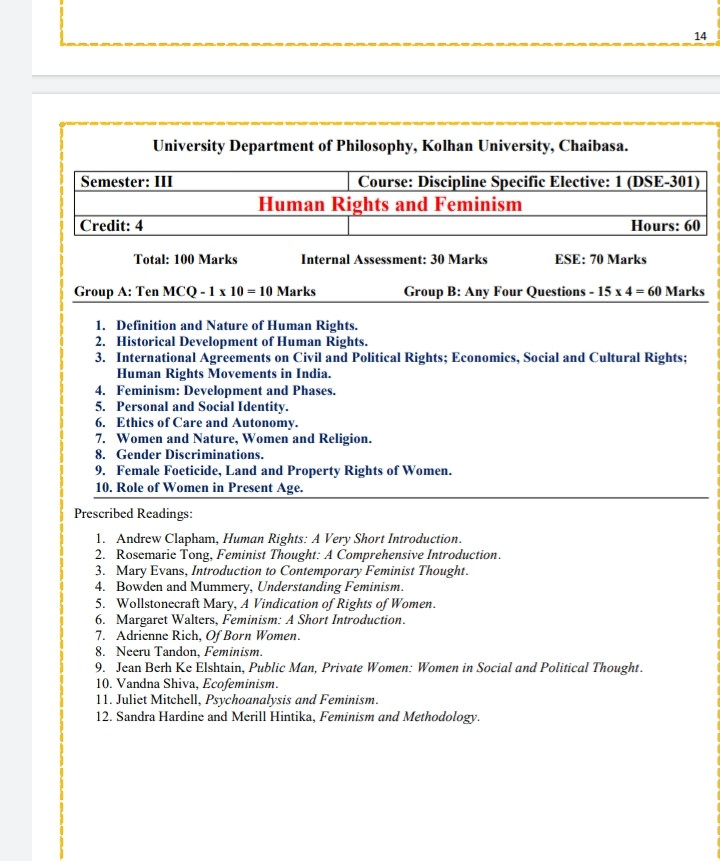 14
University Department of Philosophy, Kolhan University, Chaibasa.
Semester: III Course: Discipline Specific Elective: 1 (DSE-301)
Human Rights and Feminism
Credit: 4 Hours: 60
Total: 100 Marks Internal Assessment: 30 Marks ESE: 70 Marks
Group A: Ten MCQ - 1 x 10 = 10 Marks Group B: Any Four Questions - 15 x 4 = 60 Marks
1. Definition and Nature of Human Rights.
2. Historical Development of Human Rights.
3. International Agreements on Civil and Political Rights; Economics, Social and Cultural Rights;
Human Rights Movements in India.
4. Feminism: Development and Phases.
5. Personal and Social Identity.
6. Ethics of Care and Autonomy.
7. Women and Nature, Women and Religion.
8. Gender Discriminations.
9. Female Foeticide, Land and Property Rights of Women.
10. Role of Women in Present Age.
Prescribed Readings:
1. Andrew Clapham, Human Rights: A Very Short Introduction.
2. Rosemarie Tong, Feminist Thought: A Comprehensive Introduction.
3. Mary Evans, Introduction to Contemporary Feminist Thought.
4. Bowden and Mummery, Understanding Feminism.
5. Wollstonecraft Mary, A Vindication of Rights of Women.
6. Margaret Walters, Feminism: A Short Introduction.
7. Adrienne Rich, Of Born Women.
8. Neeru Tandon, Feminism.
9. Jean Berh Ke Elshtain, Public Man, Private Women: Women in Social and Political Thought.
10. Vandna Shiva, Ecofeminism.
11. Juliet Mitchell, Psychoanalysis and Feminism.
12. Sandra Hardine and Merill Hintika, Feminism and Methodology.